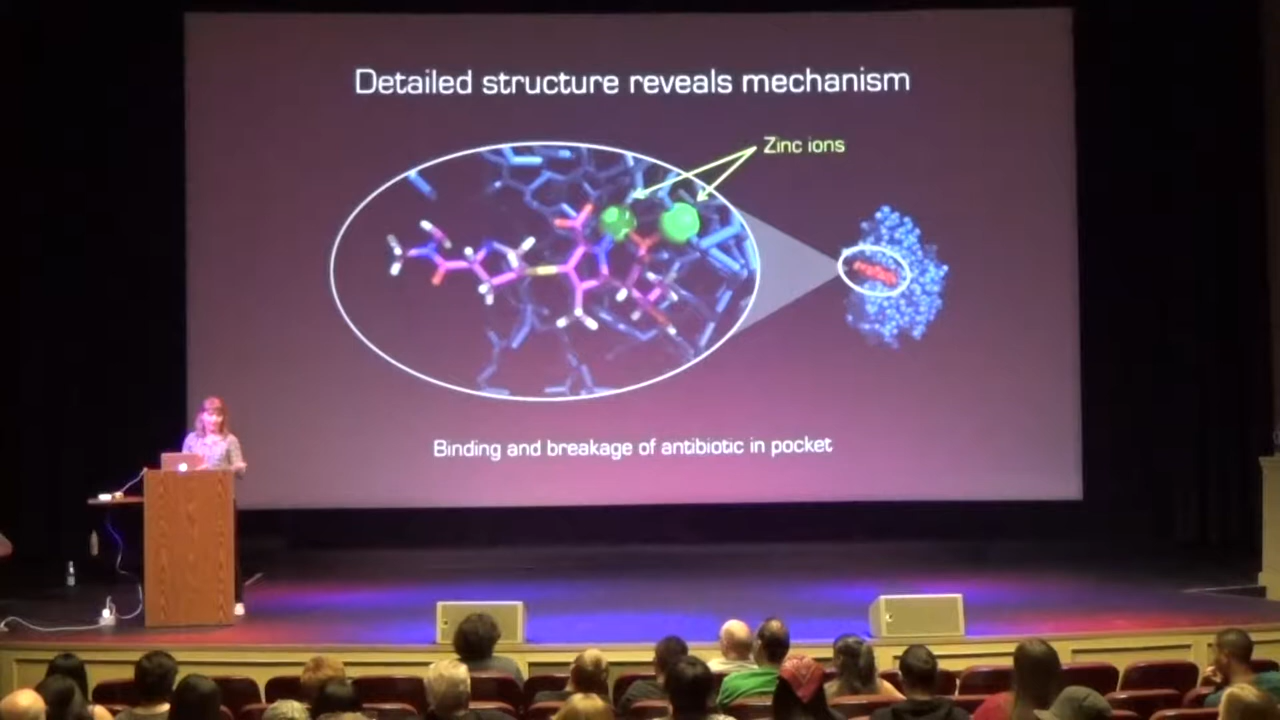 Detailed structure reveals mechanism
Zinc ions
Binding and breakage of antibiotic in pocket